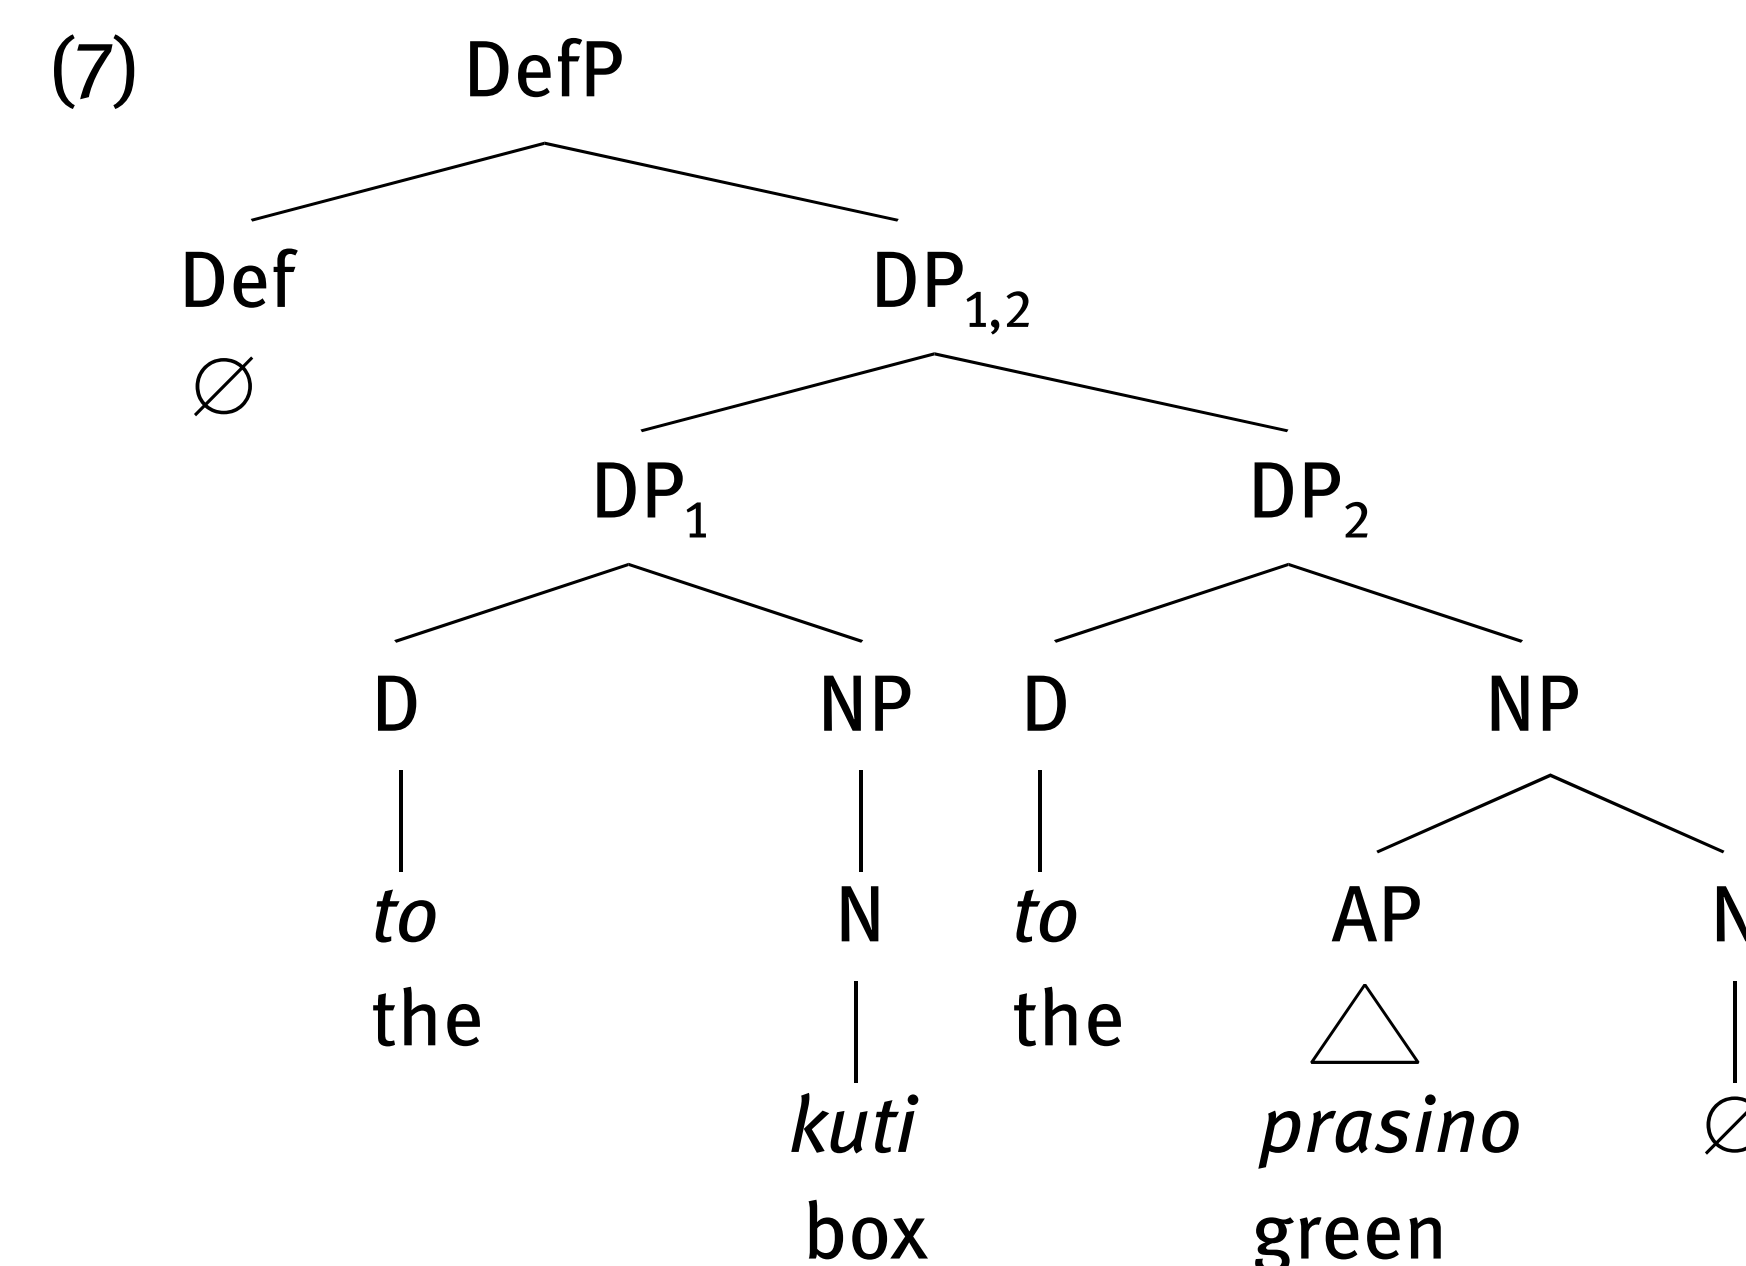 (7) DefP
Def DP1,2
∅
DP1 DP2
D NP D NP
to N to AP N
the the
kuti prasino ∅
box green